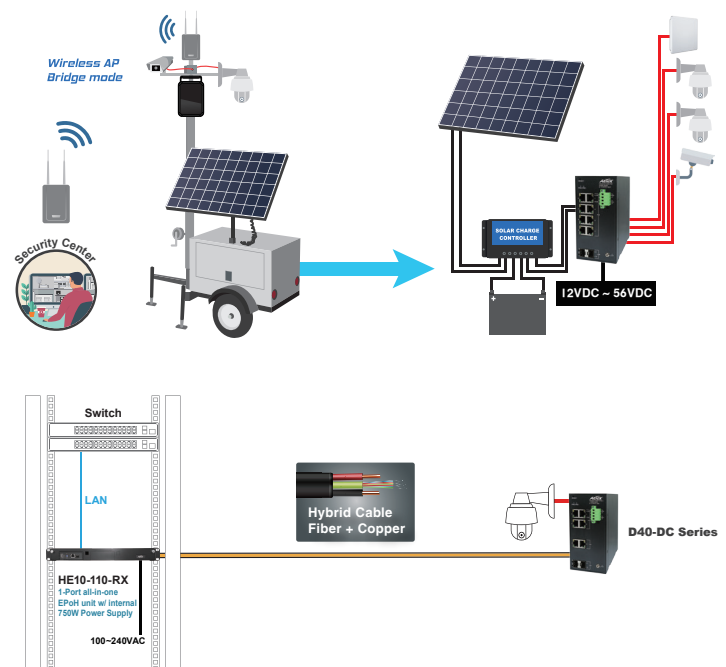 Wireless AP
Bridge mode
Security Center
SOLAR CHARGE
CONTROLLER
12VDC ~ 56VDC
Switch
LAN
Hybrid Cable
Fiber + Copper
D40-DC Series
HE10-110-RX
1-Port all-in-one
EPoH unit w/ internal
750W Power Supply
100~240VAC